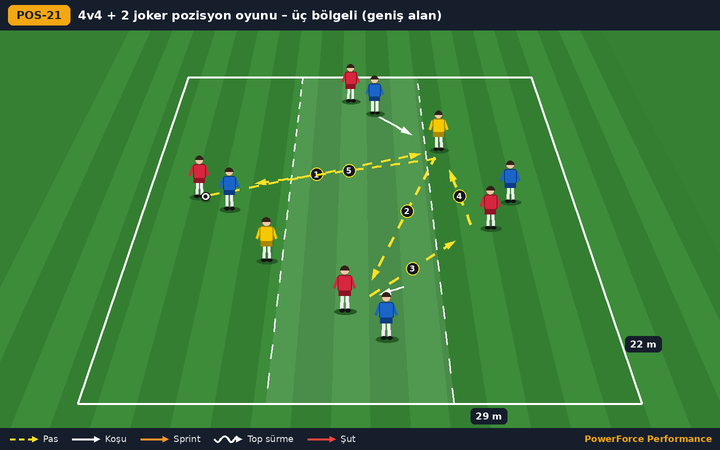 POS-21
4v4 + 2 joker pozisyon oyunu – üç bölgeli (geniş alan)
1
5
4
2
3
22 m
29 m
Pas
Koşu
Sprint
Top sürme
Şut
PowerForce Performance